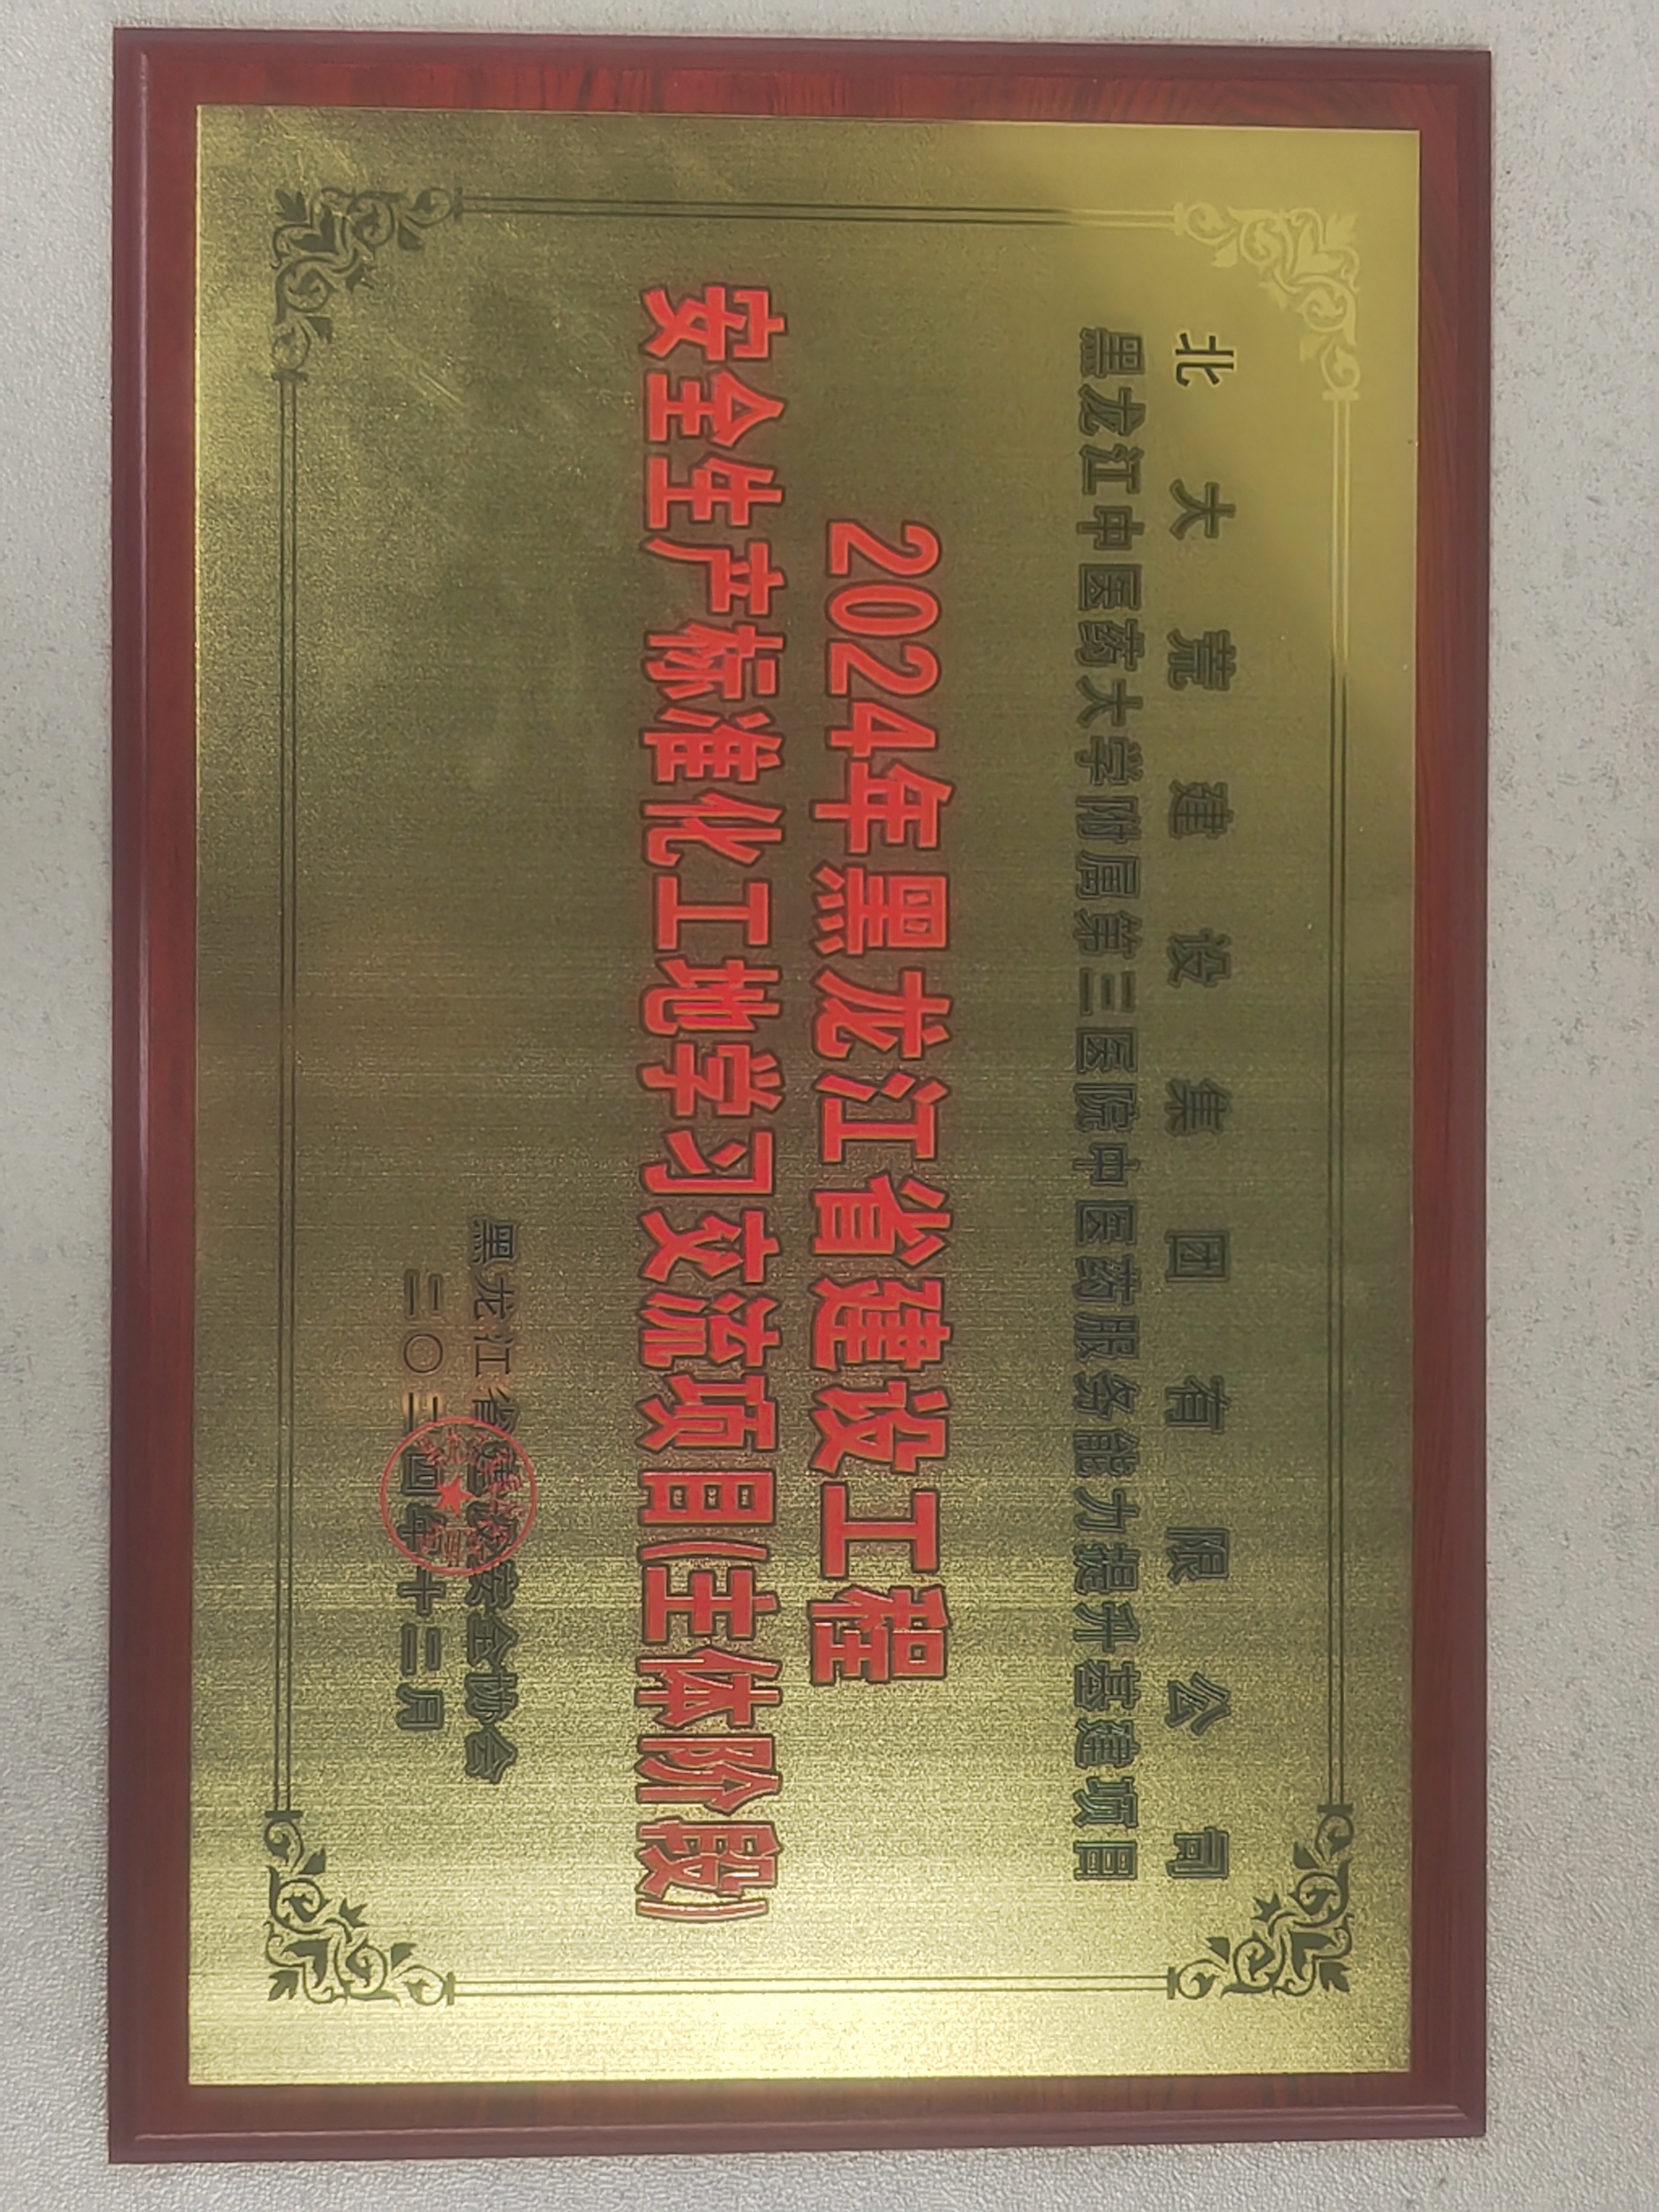 北大荒建设集团有限公司
黑龙江中医药大学附属第三医院中医药服务能力提升基建项目
2024年黑龙江省建设工程
安全生产标准化工地学习交流项目(主体阶段)
黑龙江省建设安全协会
二〇二四年十二月